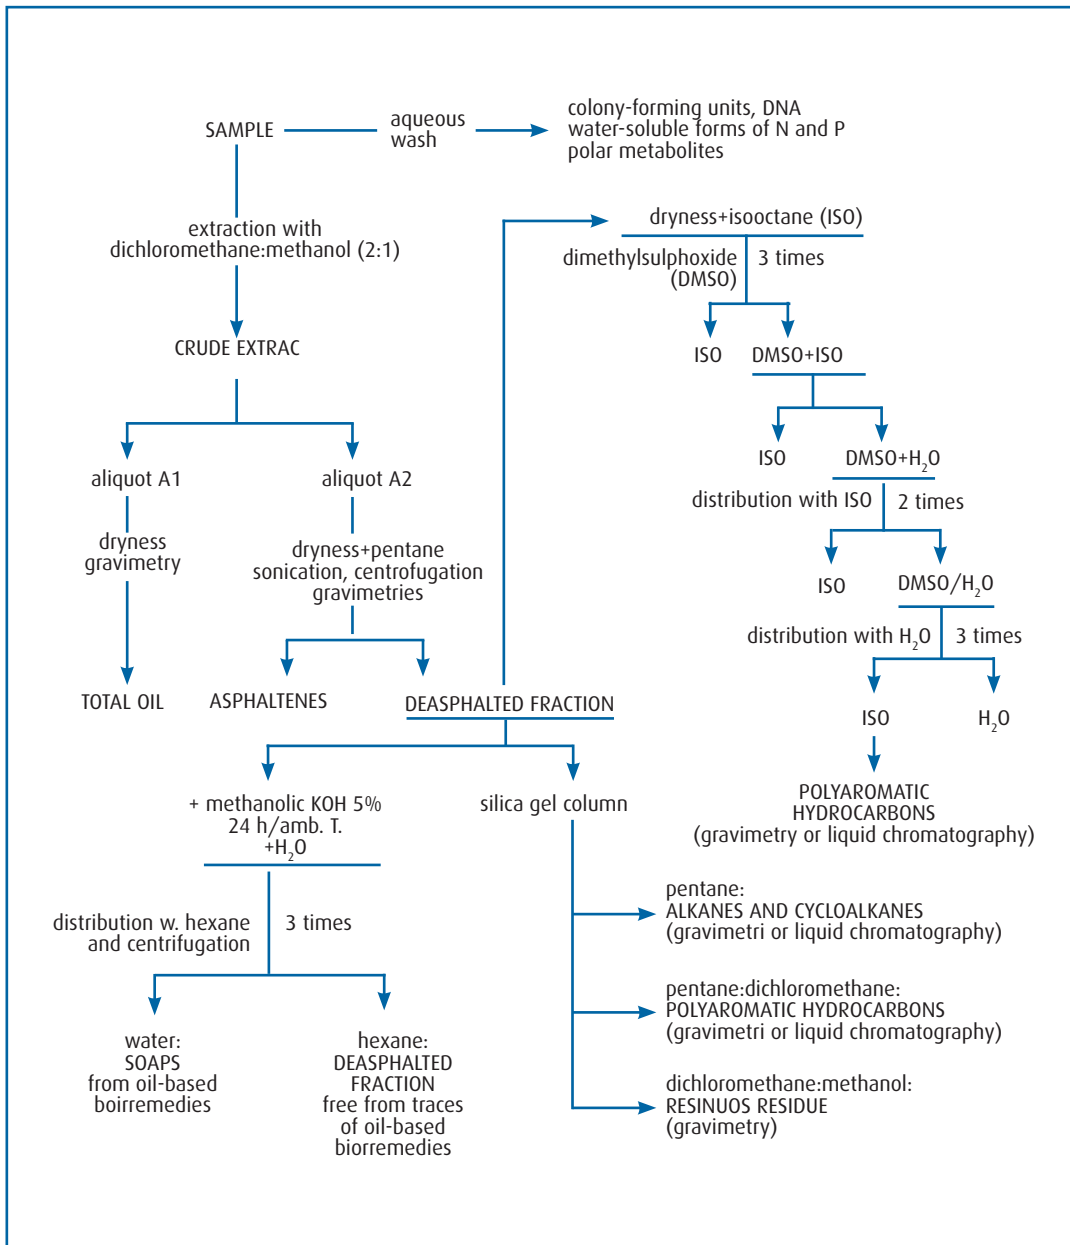 SAMPLE
aqueous
wash
colony-forming units, DNA
water-soluble forms of N and P
polar metabolites
extraction with
dichloromethane:methanol (2:1)
CRUDE EXTRAC
aliquot A1
aliquot A2
dryness
gravimetry
dryness+pentane
sonication, centrofugation
gravimetries
TOTAL OIL
ASPHALTENES
DEASPHALTED FRACTION
dryness+isooctane (ISO)
dimethylsulphoxide
(DMSO)
3 times
ISO
DMSO+ISO
ISO
DMSO+H₂O
distribution with ISO
2 times
ISO
DMSO/H₂O
distribution with H₂O
3 times
ISO
H₂O
POLYAROMATIC
HYDROCARBONS
(gravimetry or liquid chromatography)
+ methanolic KOH 5%
24 h/amb. T.
+H₂O
silica gel column
distribution w. hexane
and centrifugation
3 times
water:
SOAPS
from oil-based
boirremedies
hexane:
DEASPHALTED
FRACTION
free from traces
of oil-based
biorremedies
pentane:
ALKANES AND CYCLOALKANES
(gravimetri or liquid chromatography)
pentane:dichloromethane:
POLYAROMATIC HYDROCARBONS
(gravimetri or liquid chromatography)
dichloromethane:methanol:
RESINUOS RESIDUE
(gravimetry)